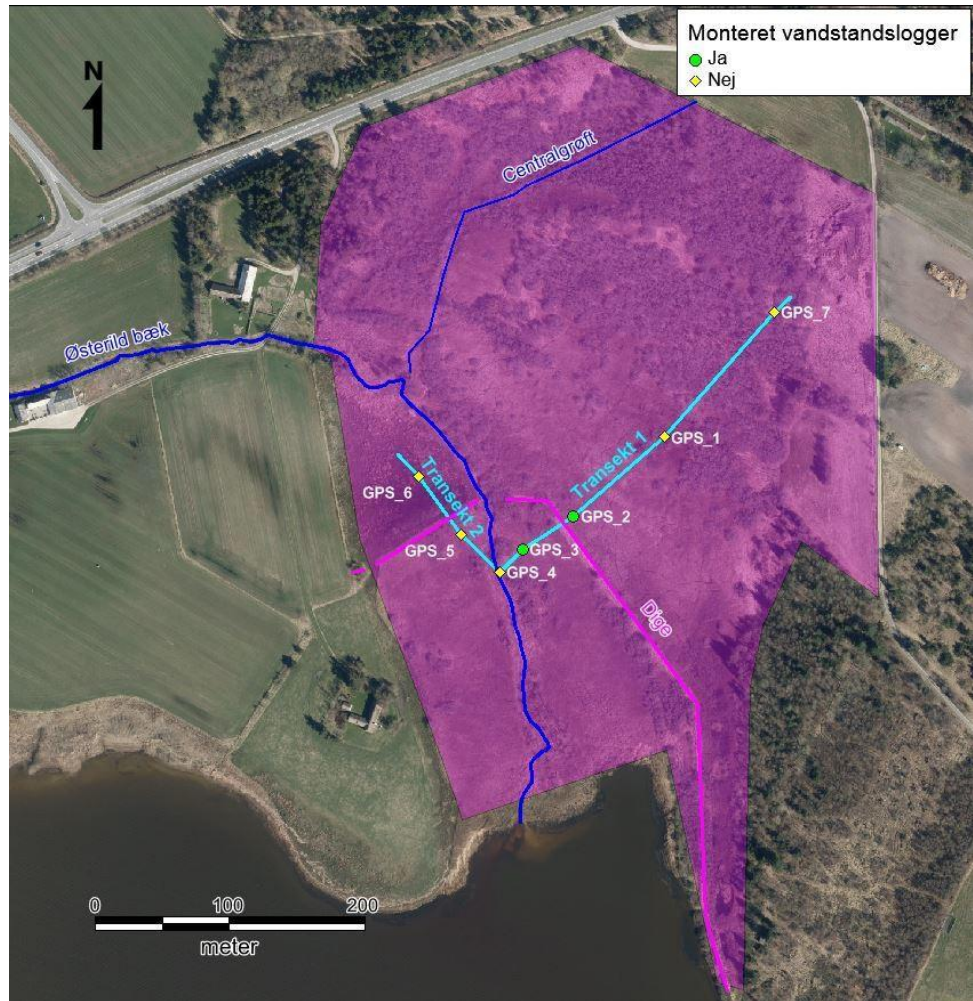 Monteret vandstandslogger
Ja
Nej
N
Centralgrøft
Østerild bæk
GPS_7
GPS_1
Transekt 1
Transekt 2
GPS_6
GPS_2
GPS_5
GPS_3
GPS_4
Dige
0 100 200
meter